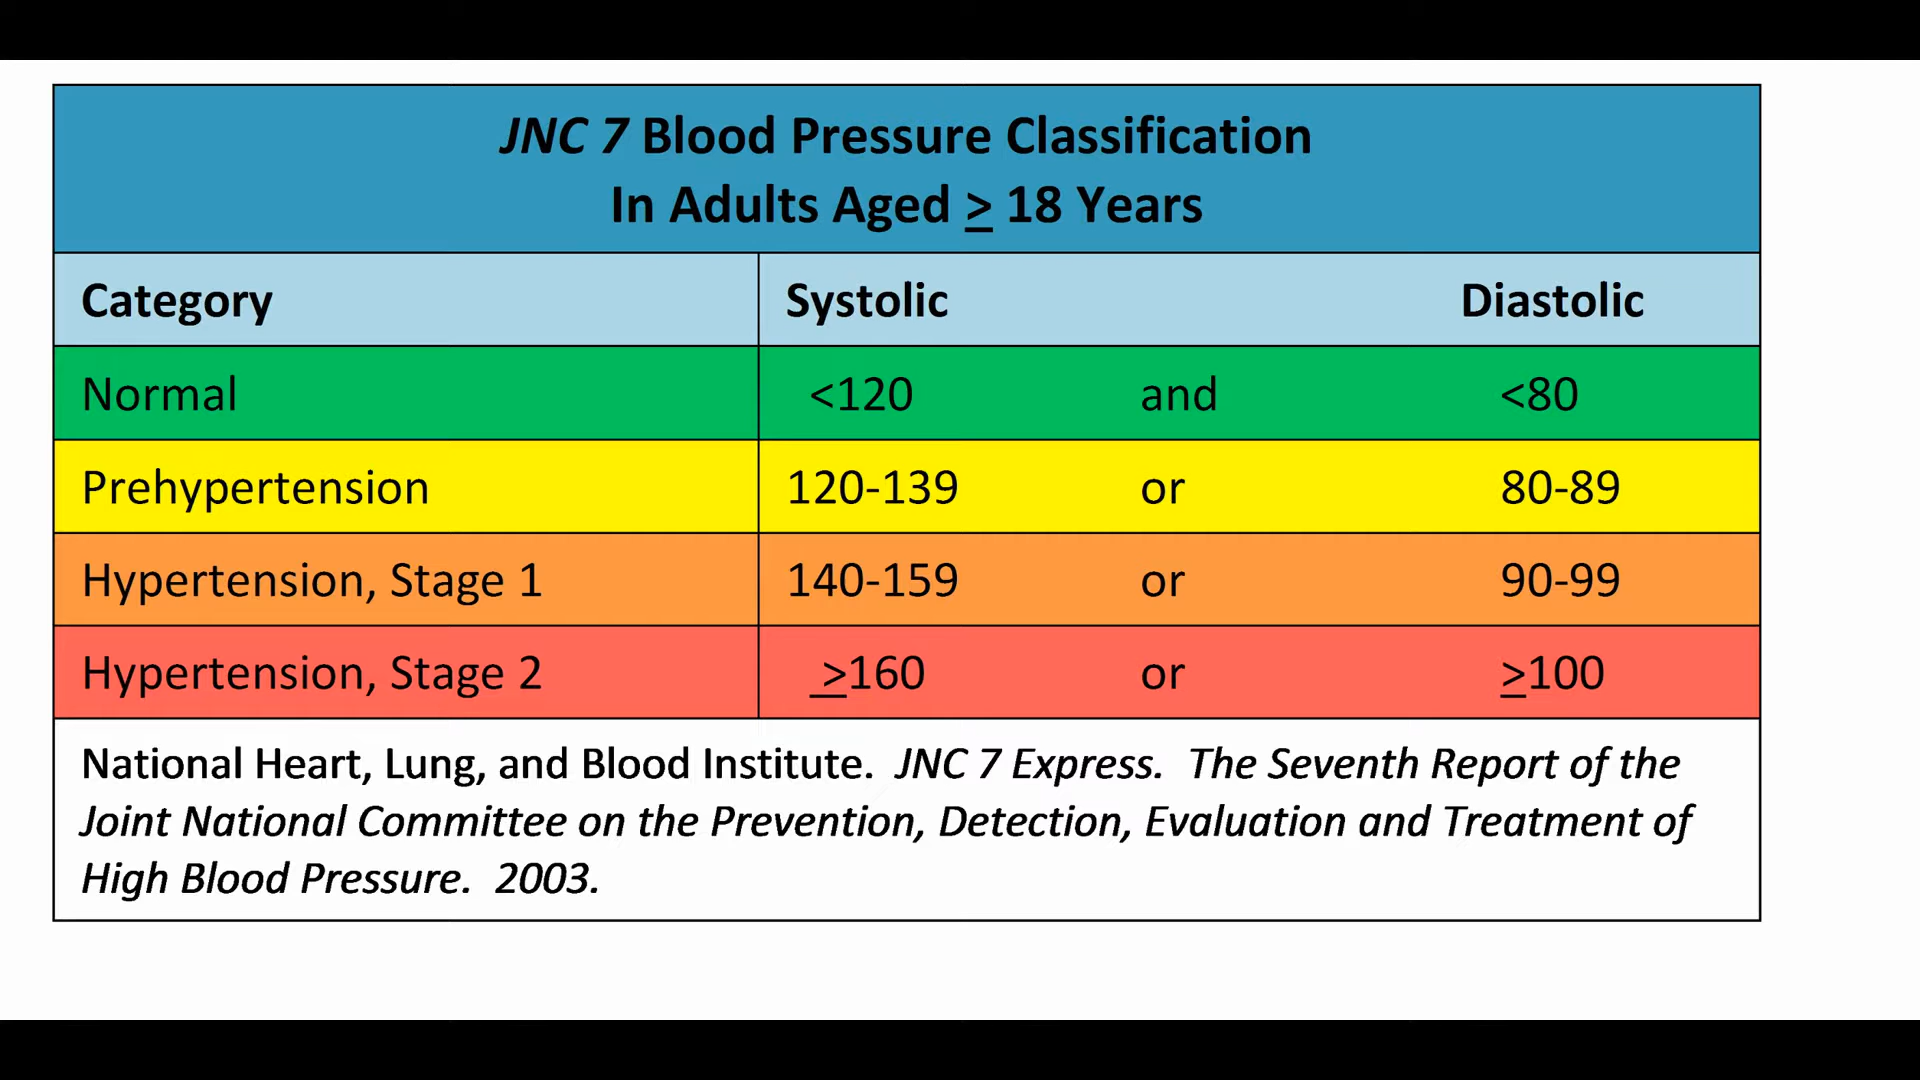 JNC 7 Blood Pressure Classification
In Adults Aged ≥ 18 Years
Category Systolic Diastolic
Normal <120 and <80
Prehypertension 120-139 or 80-89
Hypertension, Stage 1 140-159 or 90-99
Hypertension, Stage 2 ≥160 or ≥100
National Heart, Lung, and Blood Institute. JNC 7 Express. The Seventh Report of the
Joint National Committee on the Prevention, Detection, Evaluation and Treatment of
High Blood Pressure. 2003.